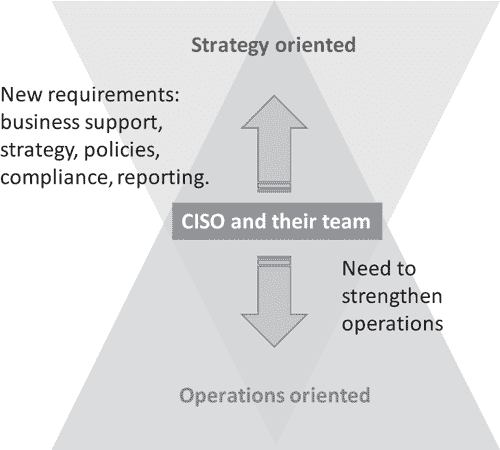 Strategy oriented
New requirements:
business support,
strategy, policies,
compliance, reporting.
CISO and their team
Need to
strengthen
operations
Operations oriented